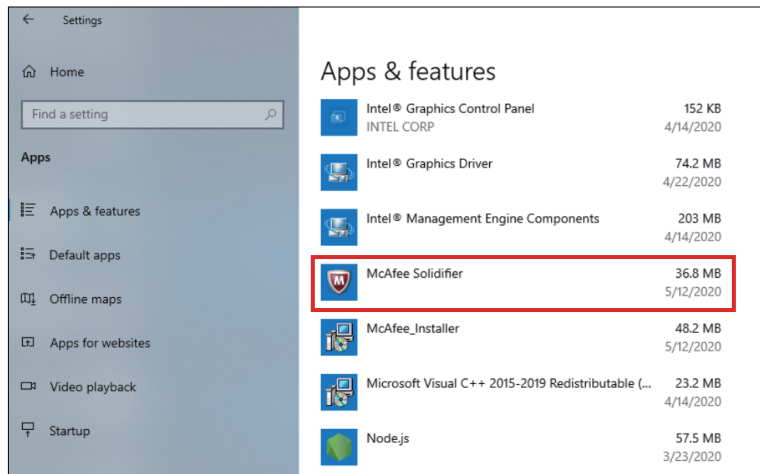 Settings
Home
Find a setting
Apps
Apps & features
Default apps
Offline maps
Apps for websites
Video playback
Startup
Apps & features
Intel® Graphics Control Panel 152 KB
INTEL CORP 4/14/2020
Intel® Graphics Driver 74.2 MB
4/22/2020
Intel® Management Engine Components 203 MB
4/14/2020
McAfee Solidifier 36.8 MB
5/12/2020
McAfee_Installer 48.2 MB
5/12/2020
Microsoft Visual C++ 2015-2019 Redistributable (... 23.2 MB
4/14/2020
Node.js 57.5 MB
3/23/2020